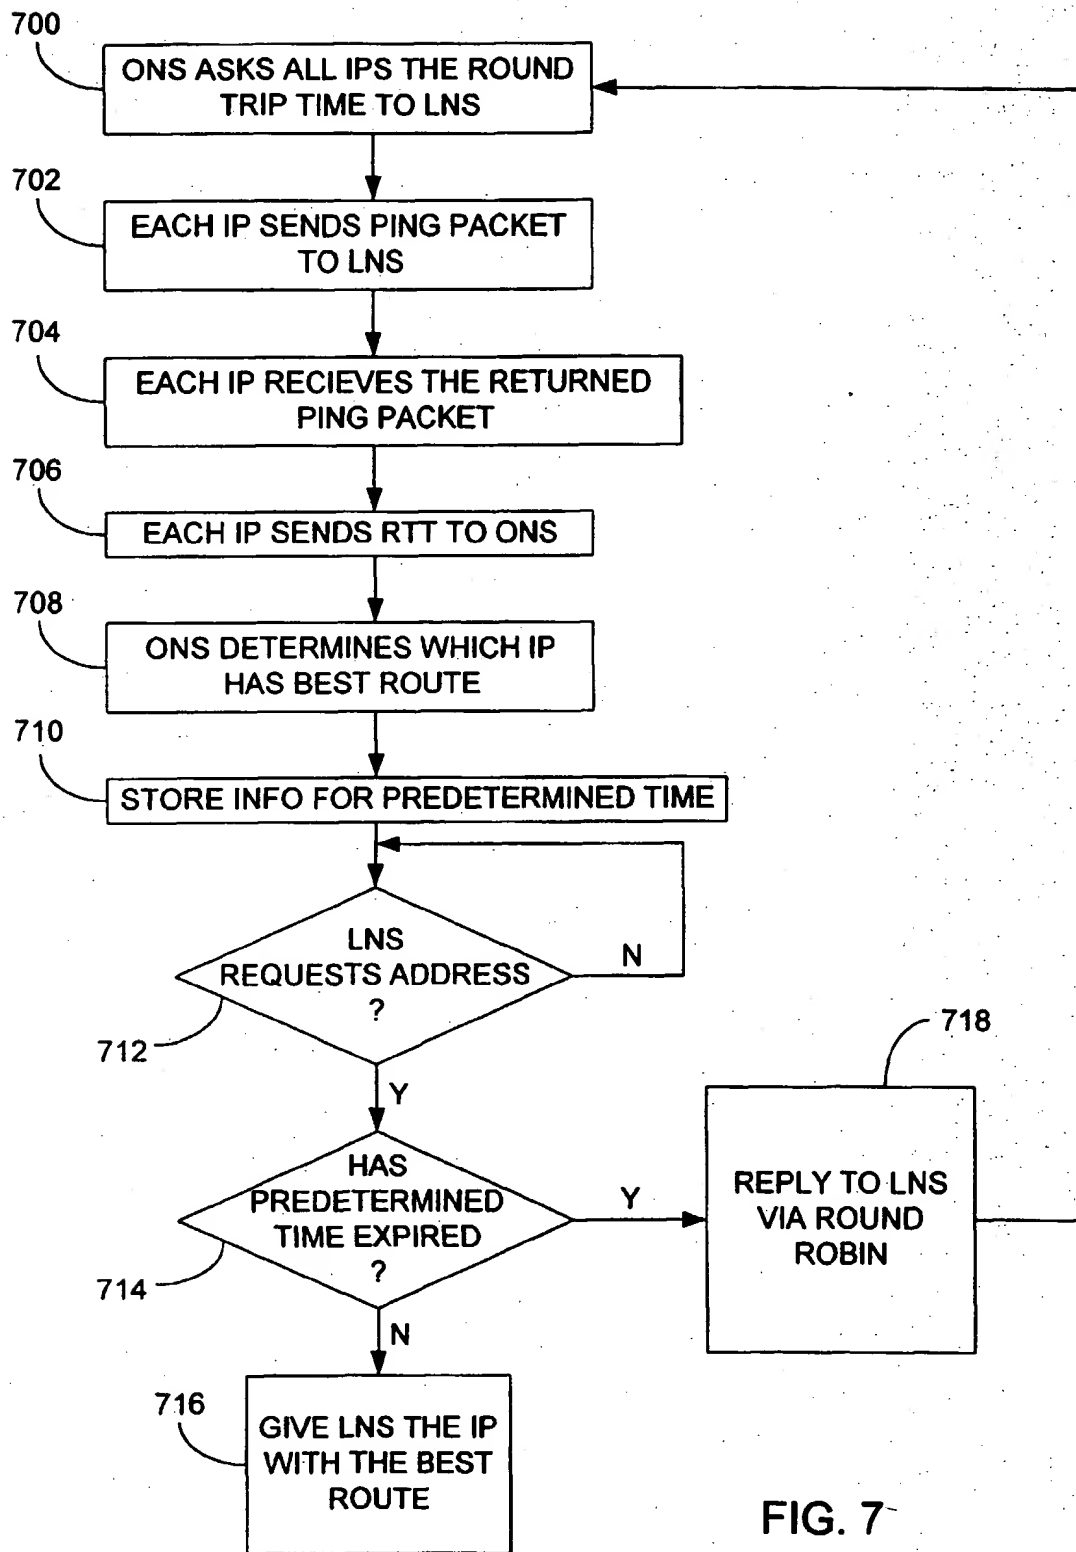 700
ONS ASKS ALL IPS THE ROUND
TRIP TIME TO LNS
702
EACH IP SENDS PING PACKET
TO LNS
704
EACH IP RECIEVES THE RETURNED
PING PACKET
706
EACH IP SENDS RTT TO ONS
708
ONS DETERMINES WHICH IP
HAS BEST ROUTE
710
STORE INFO FOR PREDETERMINED TIME
LNS
REQUESTS ADDRESS
?
N
712
Y
718
HAS
PREDETERMINED
TIME EXPIRED
?
Y
714
REPLY TO LNS
VIA ROUND
ROBIN
N
716
GIVE LNS THE IP
WITH THE BEST
ROUTE
FIG. 7